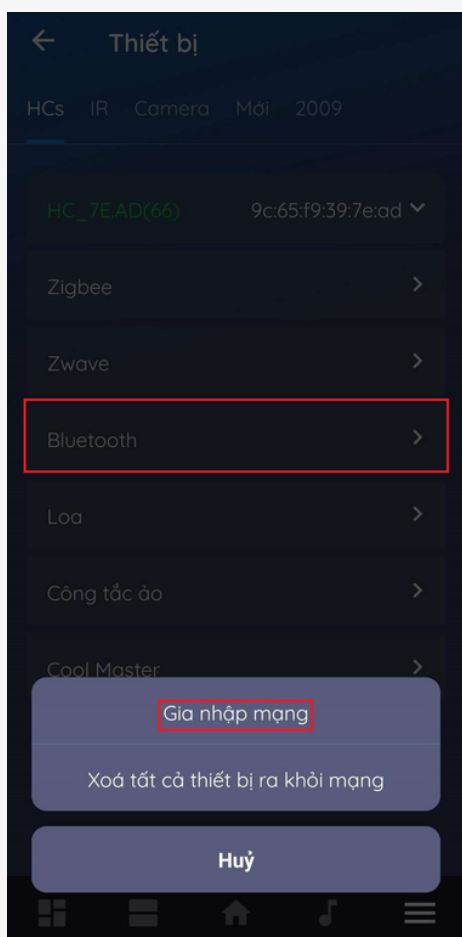 Thiết bị
HCs IR Camera Mới 2009
HC_7E.AD(66) 9c:65:f9:39:7e:ad
Zigbee
Zwave
Bluetooth
Loa
Công tắc ảo
Cool Master
Gia nhập mạng
Xoá tất cả thiết bị ra khỏi mạng
Huỷ